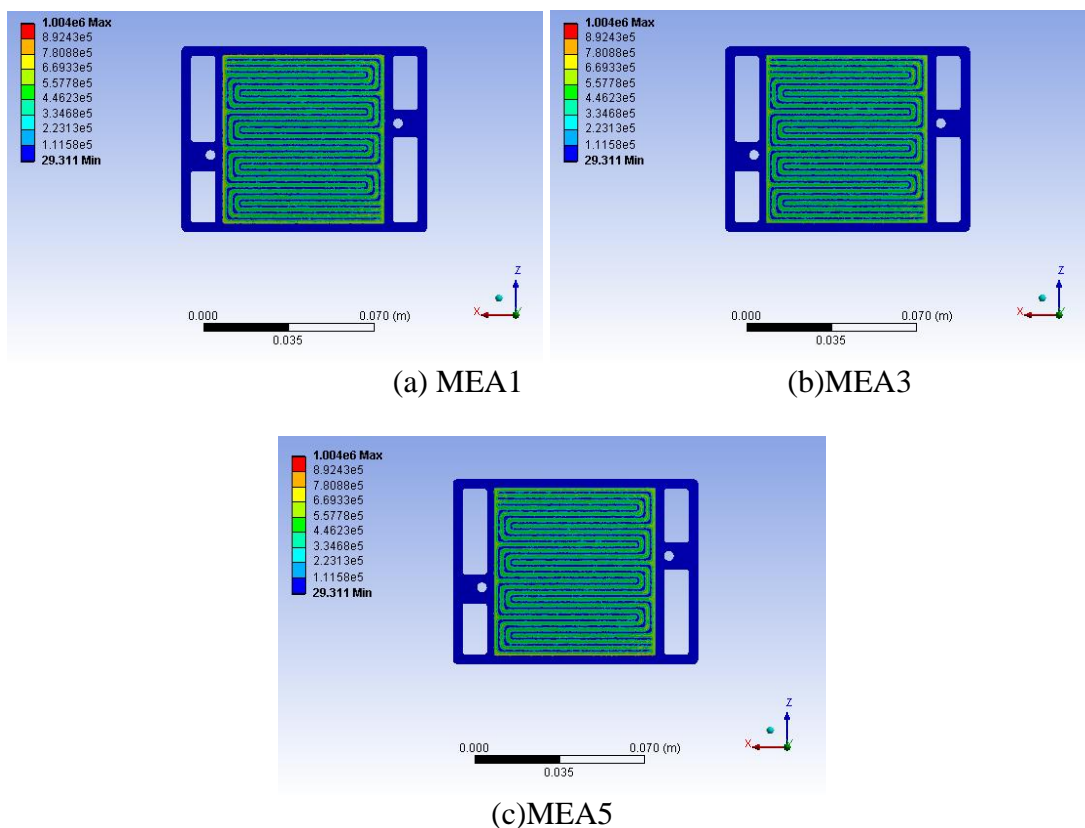 1.004e6 Max
8.9243e5
7.8088e5
6.6933e5
5.5778e5
4.4623e5
3.3468e5
2.2313e5
1.1158e5
29.311 Min
Z
X
Y
0.000 0.070 (m)
0.035
(a) MEA1
1.004e6 Max
8.9243e5
7.8088e5
6.6933e5
5.5778e5
4.4623e5
3.3468e5
2.2313e5
1.1158e5
29.311 Min
Z
X
Y
0.000 0.070 (m)
0.035
(b)MEA3
1.004e6 Max
8.9243e5
7.8088e5
6.6933e5
5.5778e5
4.4623e5
3.3468e5
2.2313e5
1.1158e5
29.311 Min
Z
X
Y
0.000 0.070 (m)
0.035
(c)MEA5